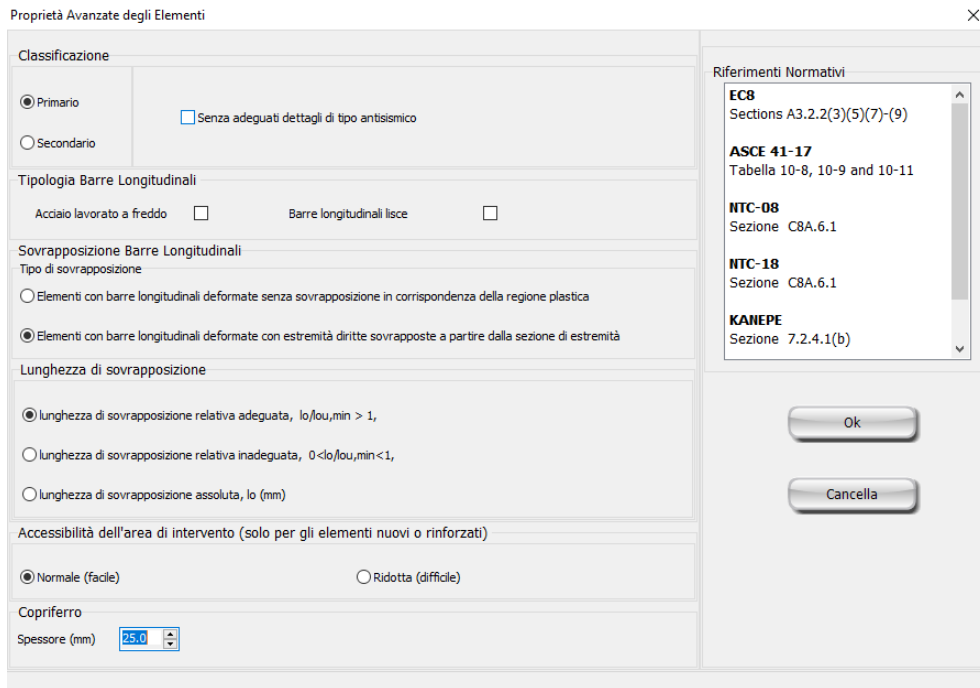 Proprietà Avanzate degli Elementi
Classificazione
Primario
Secondario
Senza adeguati dettagli di tipo antisismico
Tipologia Barre Longitudinali
Acciaio lavorato a freddo
Barre longitudinali lisce
Sovrapposizione Barre Longitudinali
Tipo di sovrapposizione
Elementi con barre longitudinali deformate senza sovrapposizione in corrispondenza della regione plastica
Elementi con barre longitudinali deformate con estremità diritte sovrapposte a partire dalla sezione di estremità
Lunghezza di sovrapposizione
lunghezza di sovrapposizione relativa adeguata, lo/lou,min > 1,
lunghezza di sovrapposizione relativa inadeguata, 0<lo/lou,min<1,
lunghezza di sovrapposizione assoluta, lo (mm)
Accessibilità dell'area di intervento (solo per gli elementi nuovi o rinforzati)
Normale (facile)
Ridotta (difficile)
Copriferro
Spessore (mm)
25.0
Riferimenti Normativi
EC8
Sections A3.2.2(3)(5)(7)-(9)
ASCE 41-17
Tabella 10-8, 10-9 and 10-11
NTC-08
Sezione C8A.6.1
NTC-18
Sezione C8A.6.1
KANEPE
Sezione 7.2.4.1(b)
Ok
Cancella